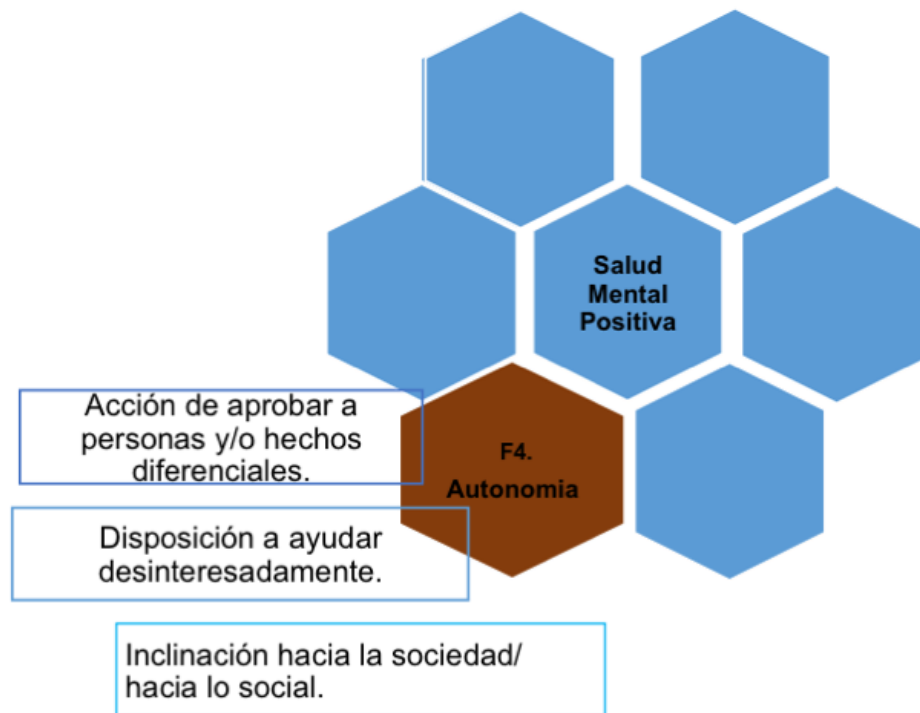 Salud
Mental
Positiva
Acción de aprobar a
personas y/o hechos
diferenciales.
F4.
Autonomia
Disposición a ayudar
desinteresadamente.
Inclinación hacia la sociedad/
hacia lo social.